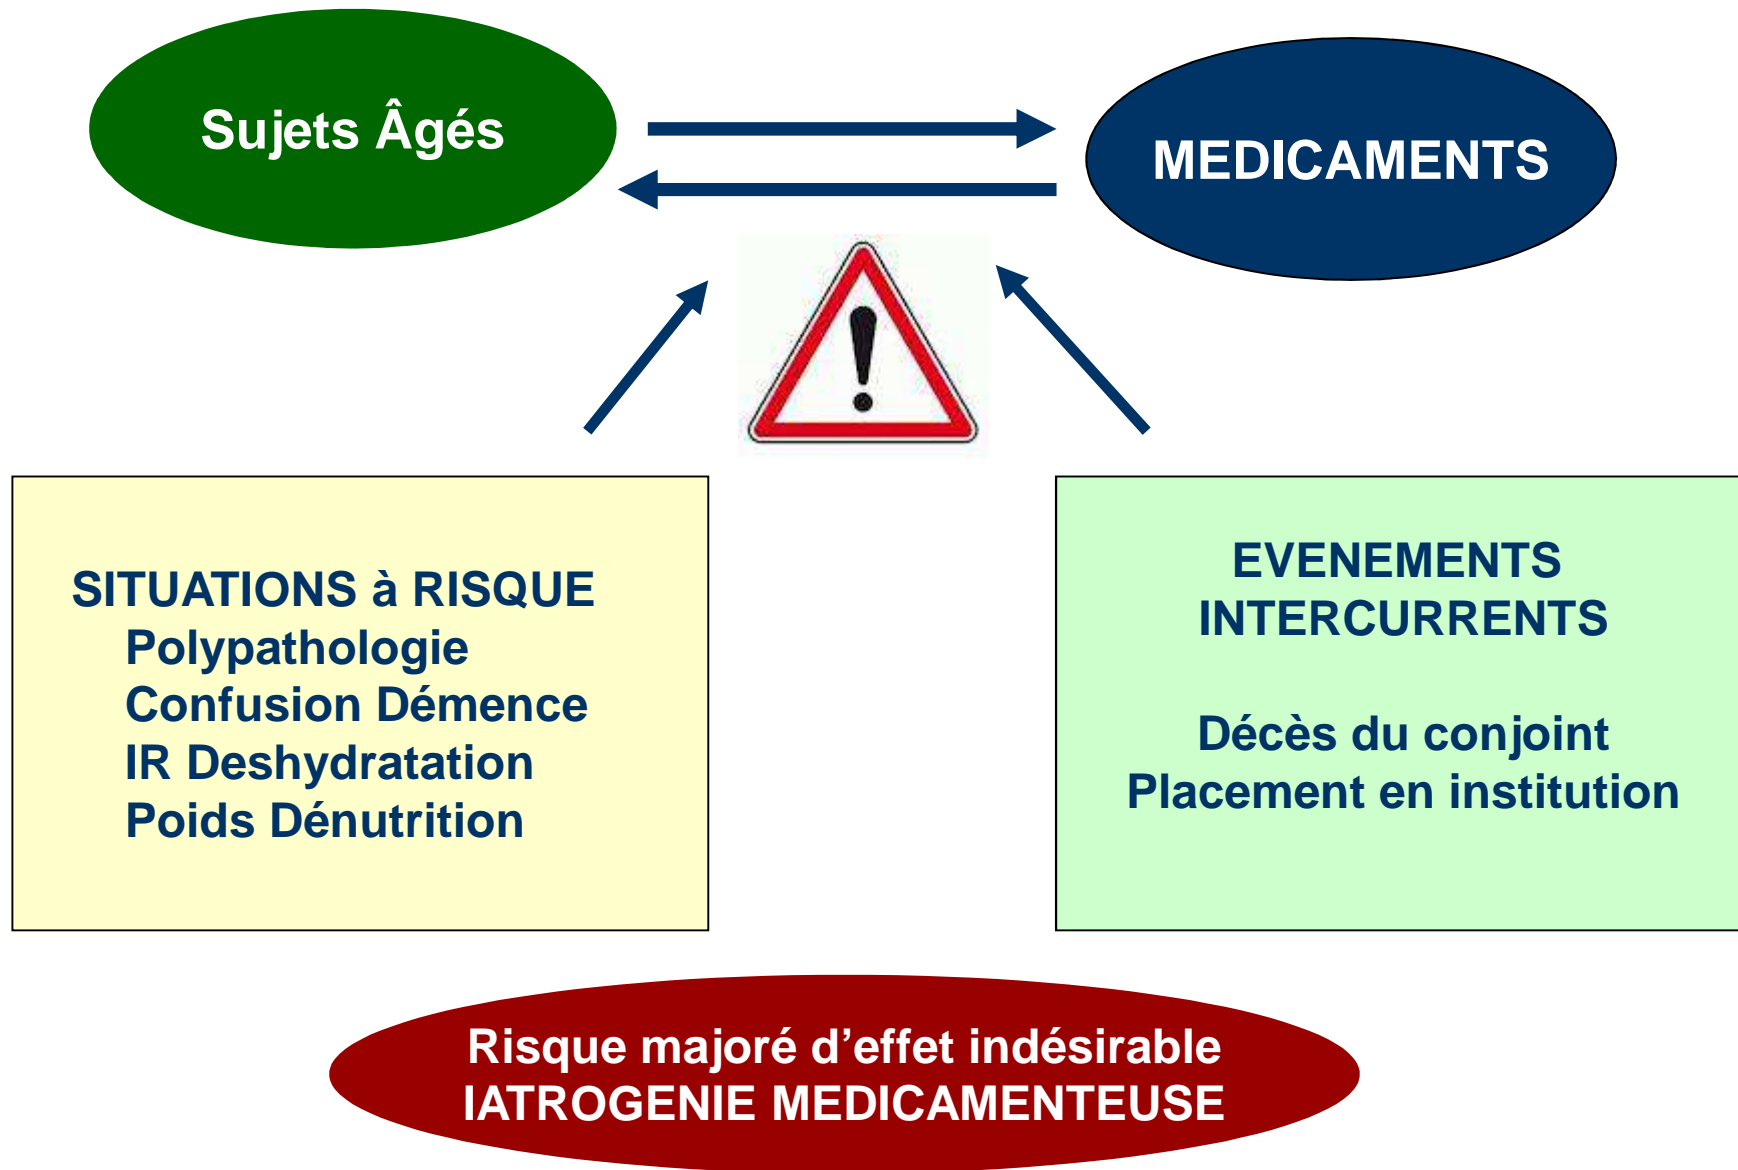 Sujets Âgés
MEDICAMENTS
SITUATIONS à RISQUE
Polypathologie
Confusion Démence
IR Deshydratation
Poids Dénutrition
EVENEMENTS
INTERCURRENTS
Décès du conjoint
Placement en institution
Risque majoré d’effet indésirable
IATROGENIE MEDICAMENTEUSE